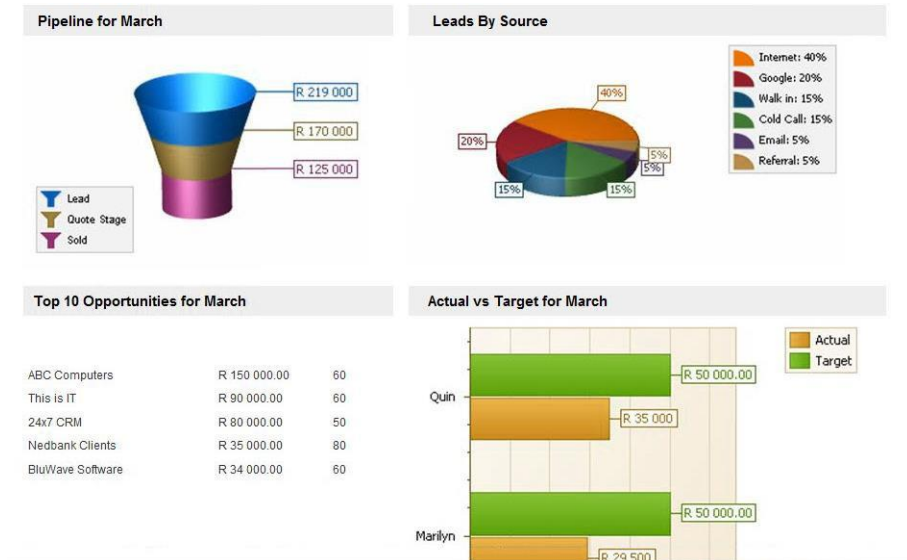 Pipeline for March
R 219 000
R 170 000
R 125 000
Lead
Quote Stage
Sold
Leads By Source
40%
20%
5%
5%
15%
15%
Internet: 40%
Google: 20%
Walk in: 15%
Cold Call: 15%
Email: 5%
Referral: 5%
Top 10 Opportunities for March
ABC Computers R 150 000.00 60
This is IT R 90 000.00 60
24x7 CRM R 80 000.00 50
Nedbank Clients R 35 000.00 80
BluWave Software R 34 000.00 60
Actual vs Target for March
Actual
Target
R 50 000.00
Quin
R 35 000
R 50 000.00
Marilyn
R 29 500